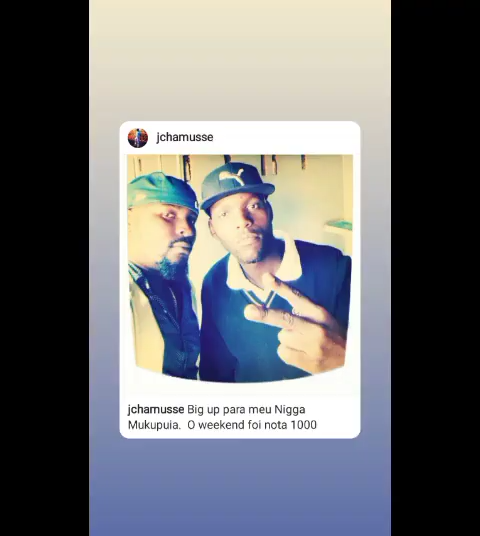 jchamusse
jchamusse Big up para meu Nigga
Mukupuia. O weekend foi nota 1000